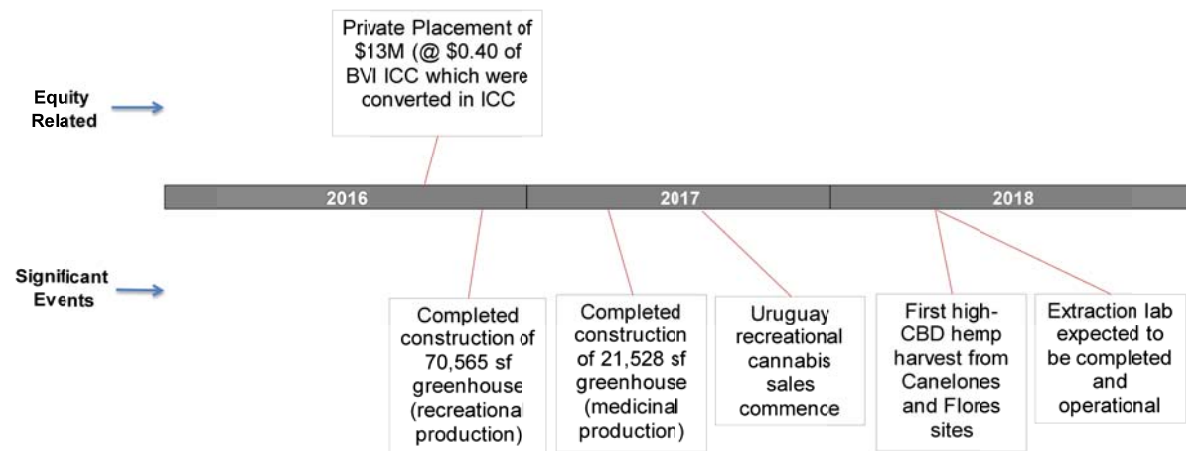 Private Placement of
$13M (@ $0.40 of
BVI ICC which were
converted in ICC
Equity
Related
2016
2017
2018
Significant
Events
Completed
construction of
70,565 sf
greenhouse
(recreational
production)
Completed
construction
of 21,528 sf
greenhouse
(medicinal
production)
Uruguay
recreational
cannabis
sales
commence
First high-
CBD hemp
harvest from
Canelones
and Flores
sites
Extraction lab
expected to
be completed
and
operational